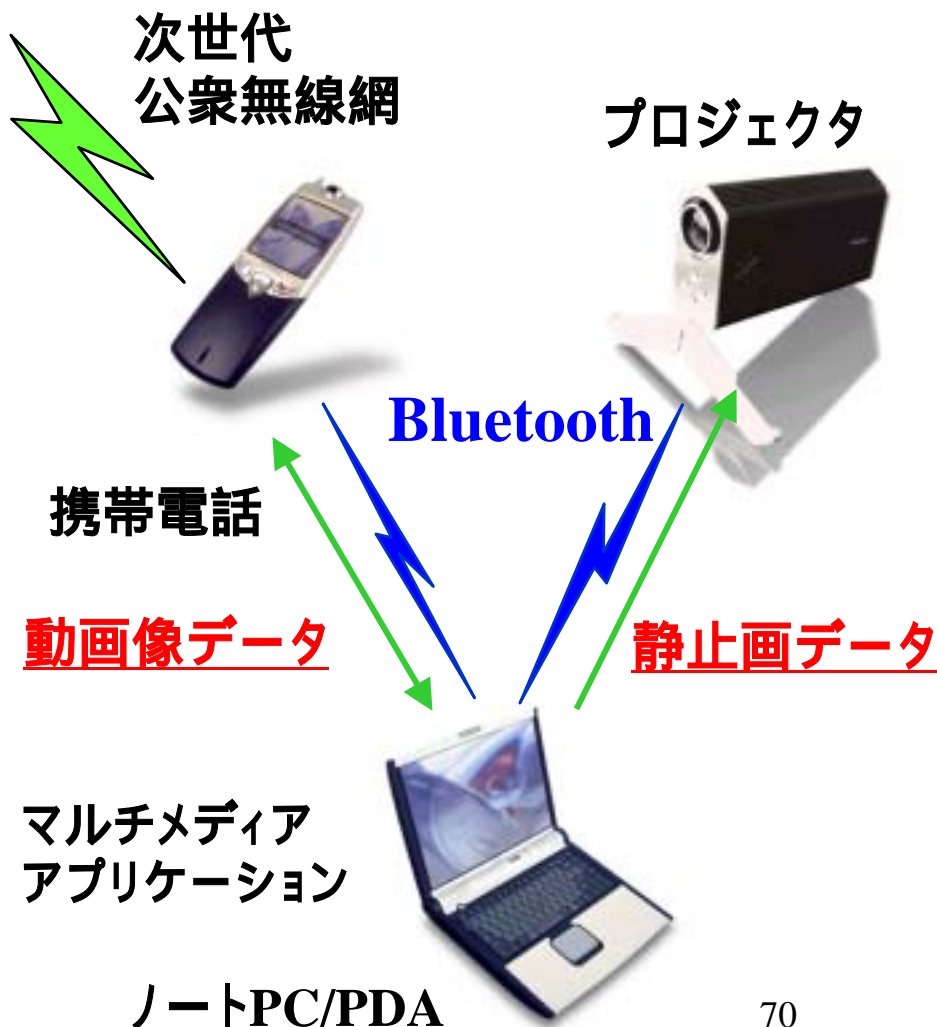 次世代
公衆無線網
プロジェクタ
Bluetooth
携帯電話
動画像データ
静止画データ
マルチメディア
アプリケーション
ノートPC/PDA
70